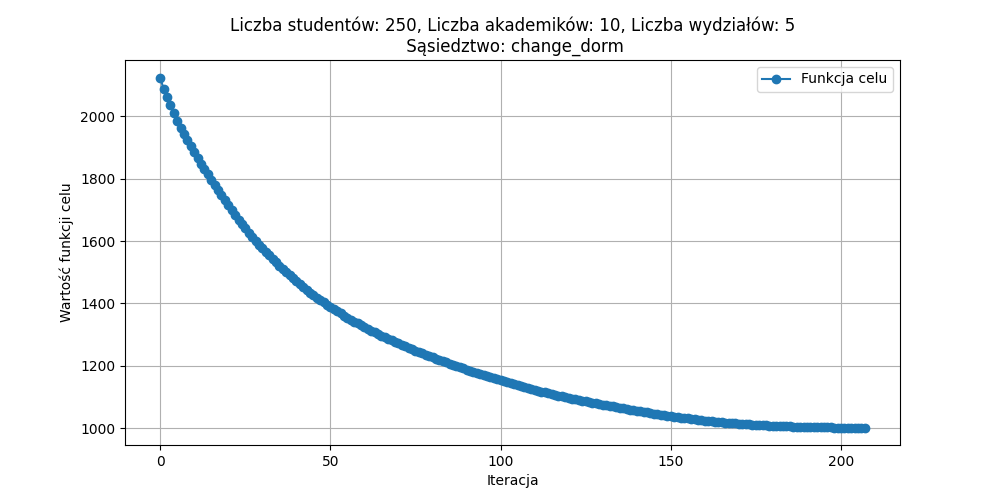 Liczba studentów: 250, Liczba akademików: 10, Liczba wydziałów: 5
Sąsiedztwo: change_dorm
Funkcja celu
Wartość funkcji celu
2000
1800
1600
1400
1200
1000
0
50
100
150
200
Iteracja